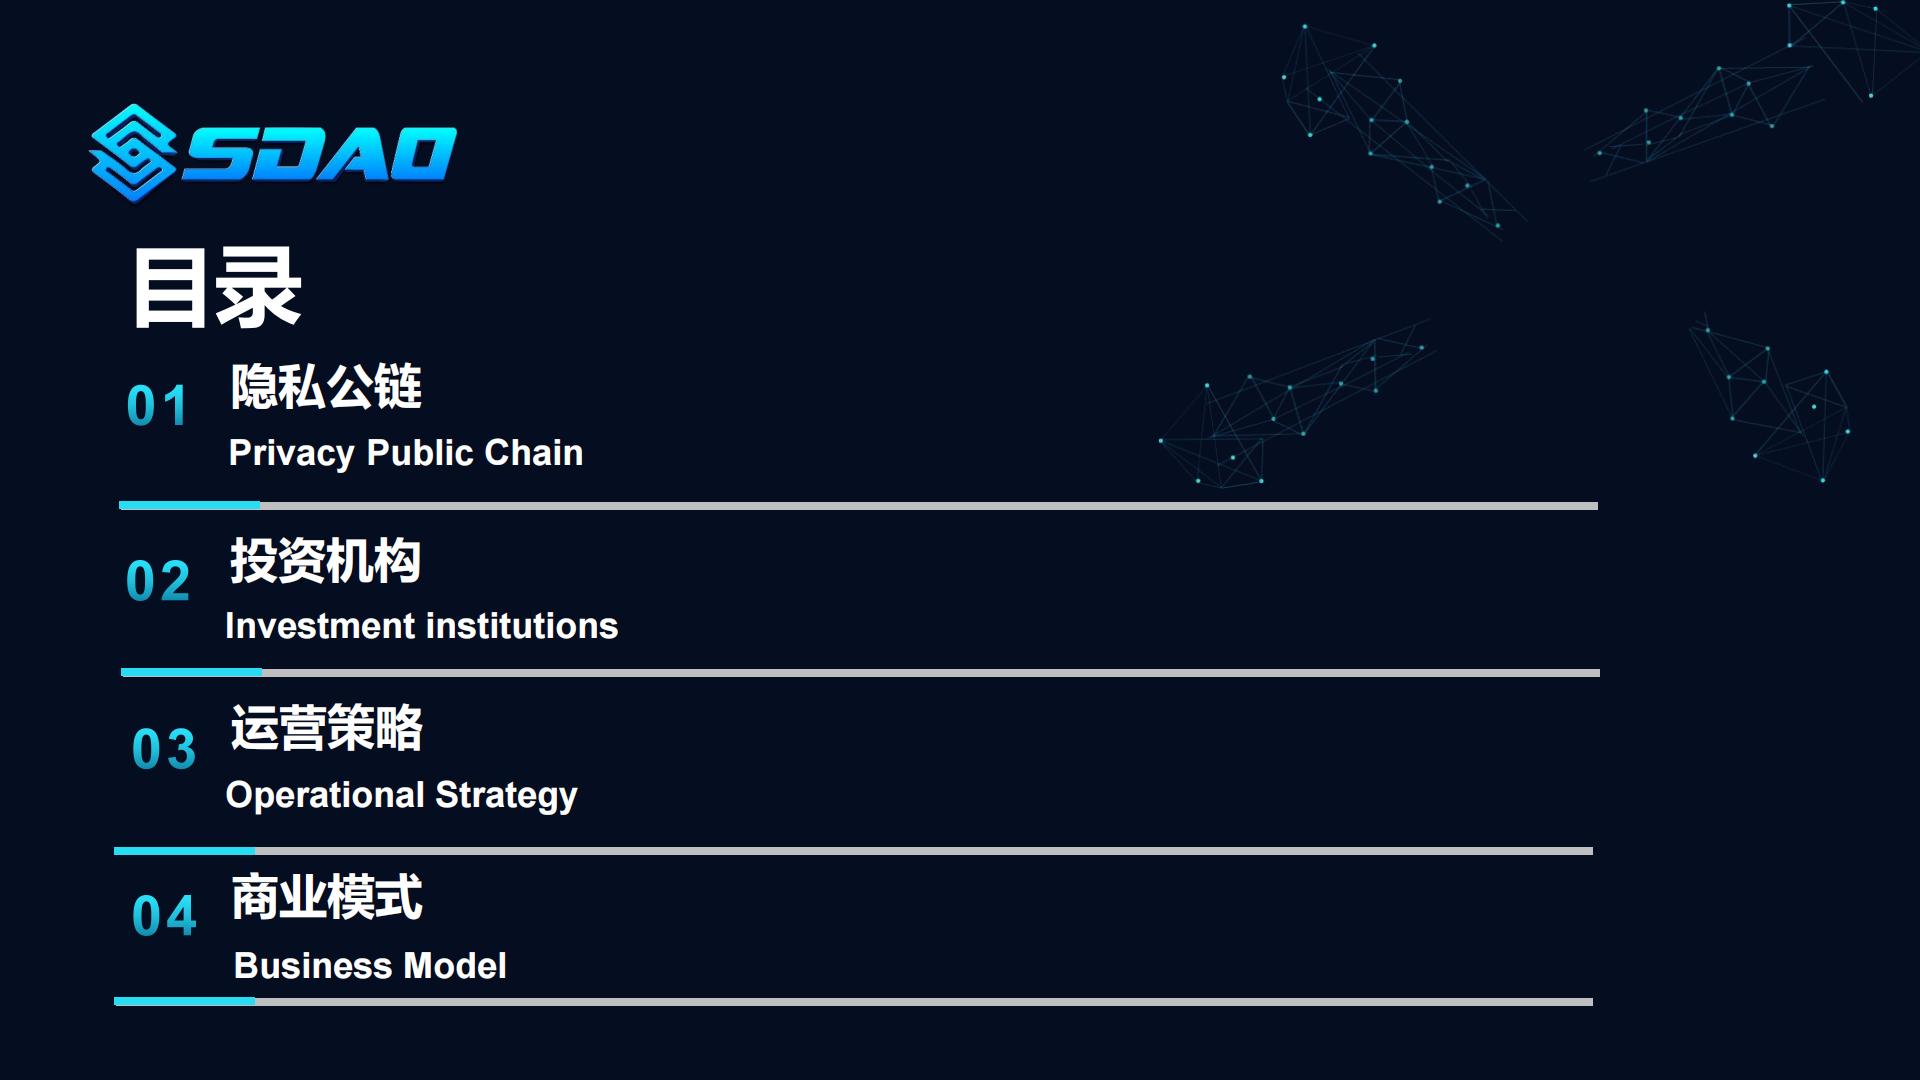 SDAO
目录
01 隐私公链
Privacy Public Chain
02 投资机构
Investment institutions
03 运营策略
Operational Strategy
04 商业模式
Business Model